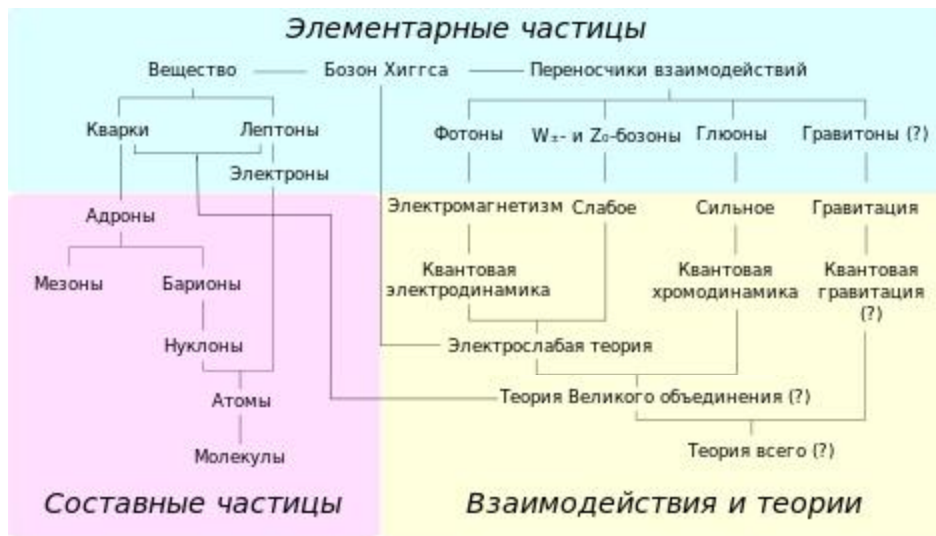 Элементарные частицы
Вещество
Бозон Хиггса
Переносчики взаимодействий
Кварки
Лептоны
Фотоны
W±- и Z₀-бозоны
Глюоны
Гравитоны (?)
Электроны
Адроны
Электромагнетизм
Слабое
Сильное
Гравитация
Мезоны
Барионы
Квантовая
электродинамика
Квантовая
хромодинамика
Квантовая
гравитация
(?)
Нуклоны
Электрослабая теория
Атомы
Теория Великого объединения (?)
Молекулы
Теория всего (?)
Составные частицы
Взаимодействия и теории